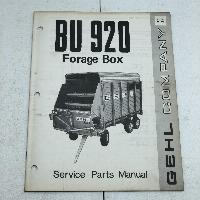 BU 920
Forage Box
GEHL COMPANY
Service Parts Manual